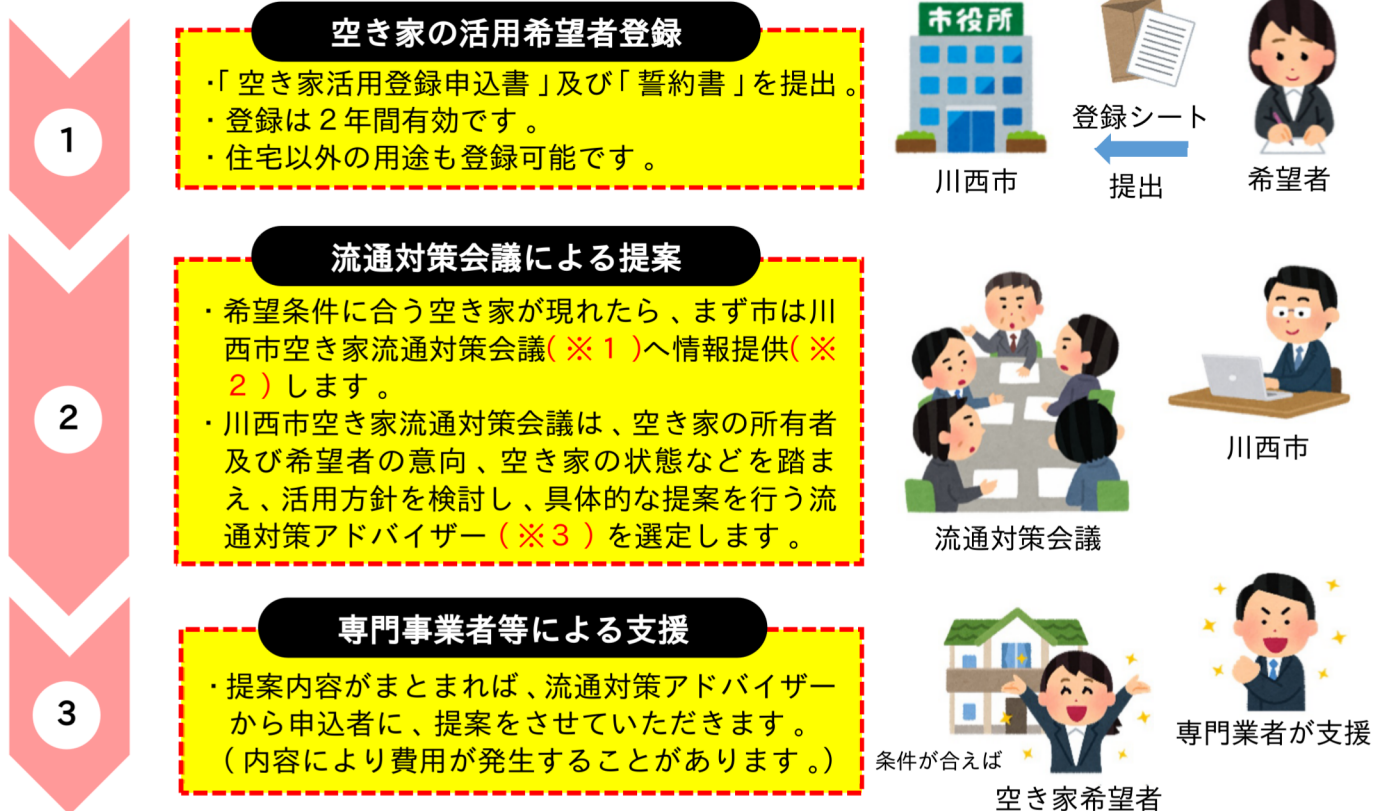 空き家の活用希望者登録
・「空き家活用登録申込書」及び「誓約書」を提出。
・登録は２年間有効です。
・住宅以外の用途も登録可能です。
1
市役所
川西市
登録シート
提出
希望者
流通対策会議による提案
・希望条件に合う空き家が現れたら、まず市は川
西市空き家流通対策会議(※１)へ情報提供(※
２)します。
・川西市空き家流通対策会議は、空き家の所有者
及び希望者の意向、空き家の状態などを踏ま
え、活用方針を検討し、具体的な提案を行う流
通対策アドバイザー(※３)を選定します。
2
流通対策会議
川西市
専門事業者等による支援
・提案内容がまとまれば、流通対策アドバイザー
から申込者に、提案をさせていただきます。
(内容により費用が発生することがあります。)
3
条件が合えば
空き家希望者
専門業者が支援